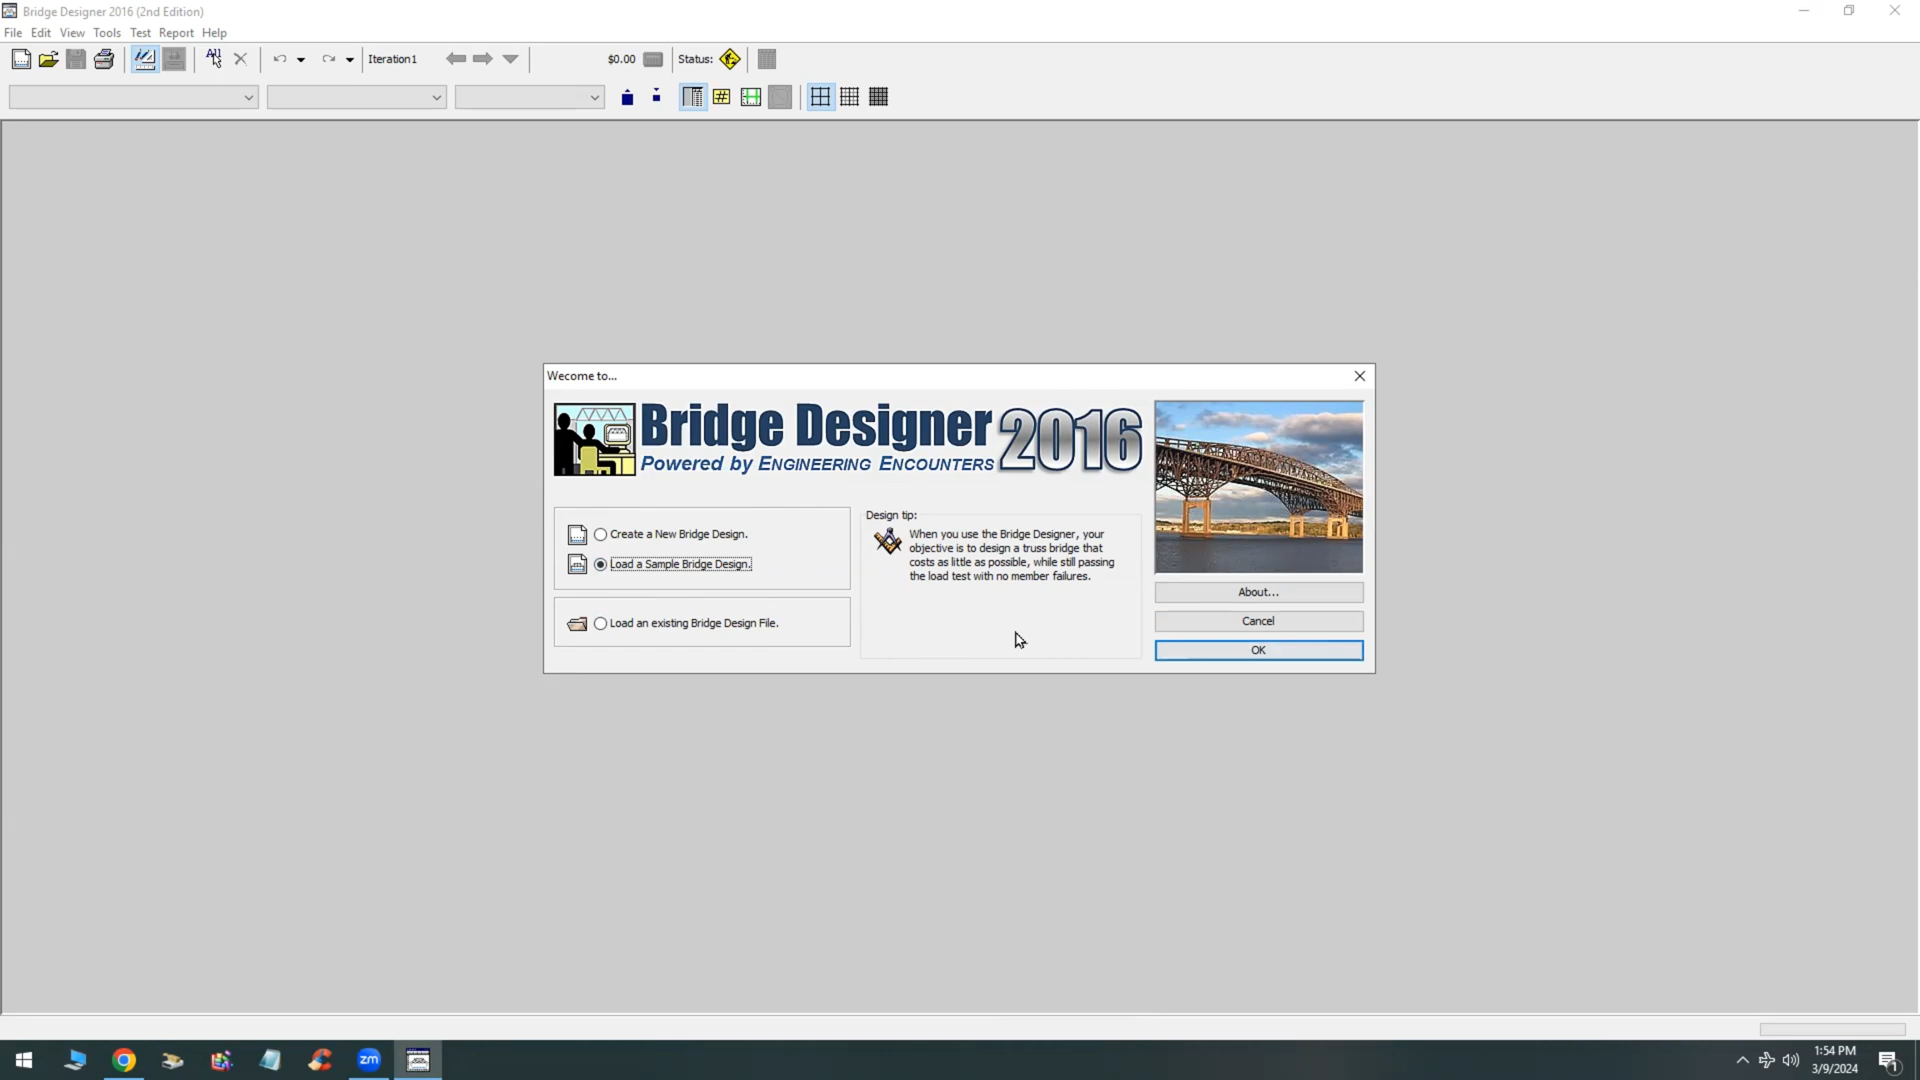 Bridge Designer 2016 (2nd Edition)
File Edit View Tools Test Report Help
All Iteration1 $0.00 Status:
Wecome to...
Bridge Designer 2016
Powered by ENGINEERING ENCOUNTERS
Create a New Bridge Design.
Load a Sample Bridge Design.
Load an existing Bridge Design File.
Design tip:
When you use the Bridge Designer, your
objective is to design a truss bridge that
costs as little as possible, while still passing
the load test with no member failures.
About...
Cancel
OK
zm
1:54 PM
3/9/2024
1